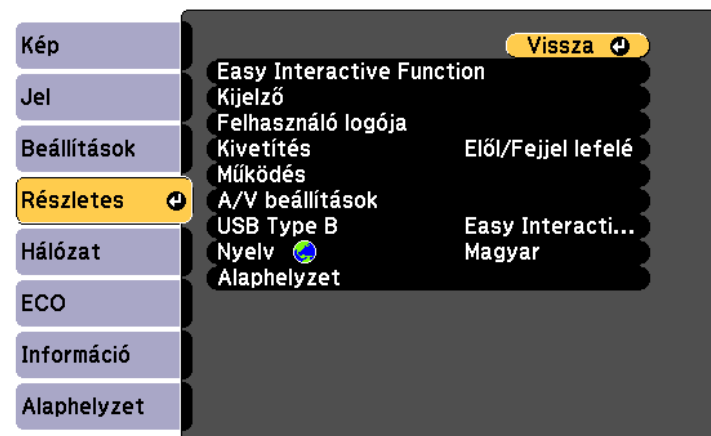 Kép
Jel
Beállítások
Részletes
Hálózat
ECO
Információ
Alaphelyzet
Vissza
Easy Interactive Function
Kijelző
Felhasználó logója
Kivetítés Elől/Fejjel lefelé
Működés
A/V beállítások
USB Type B Easy Interacti...
Nyelv Magyar
Alaphelyzet